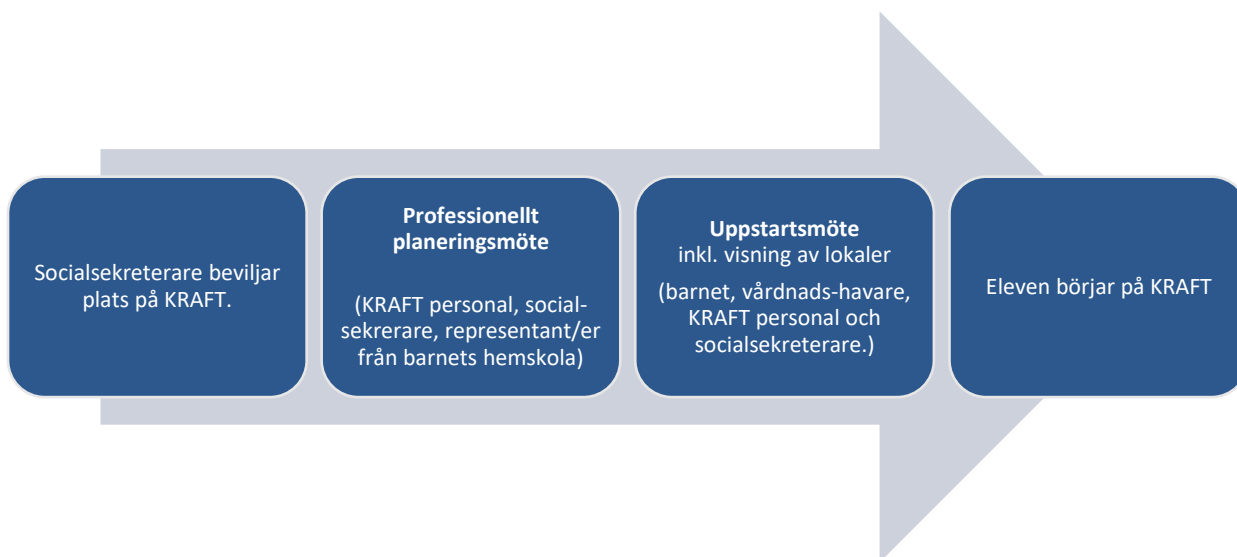 Socialsekreterare beviljar
plats på KRAFT.
Professionellt
planeringsmöte
(KRAFT personal, social-
sekrerare, representant/er
från barnets hemskola)
Uppstartsmöte
inkl. visning av lokaler
(barnet, vårdnads-havare,
KRAFT personal och
socialsekreterare.)
Eleven börjar på KRAFT